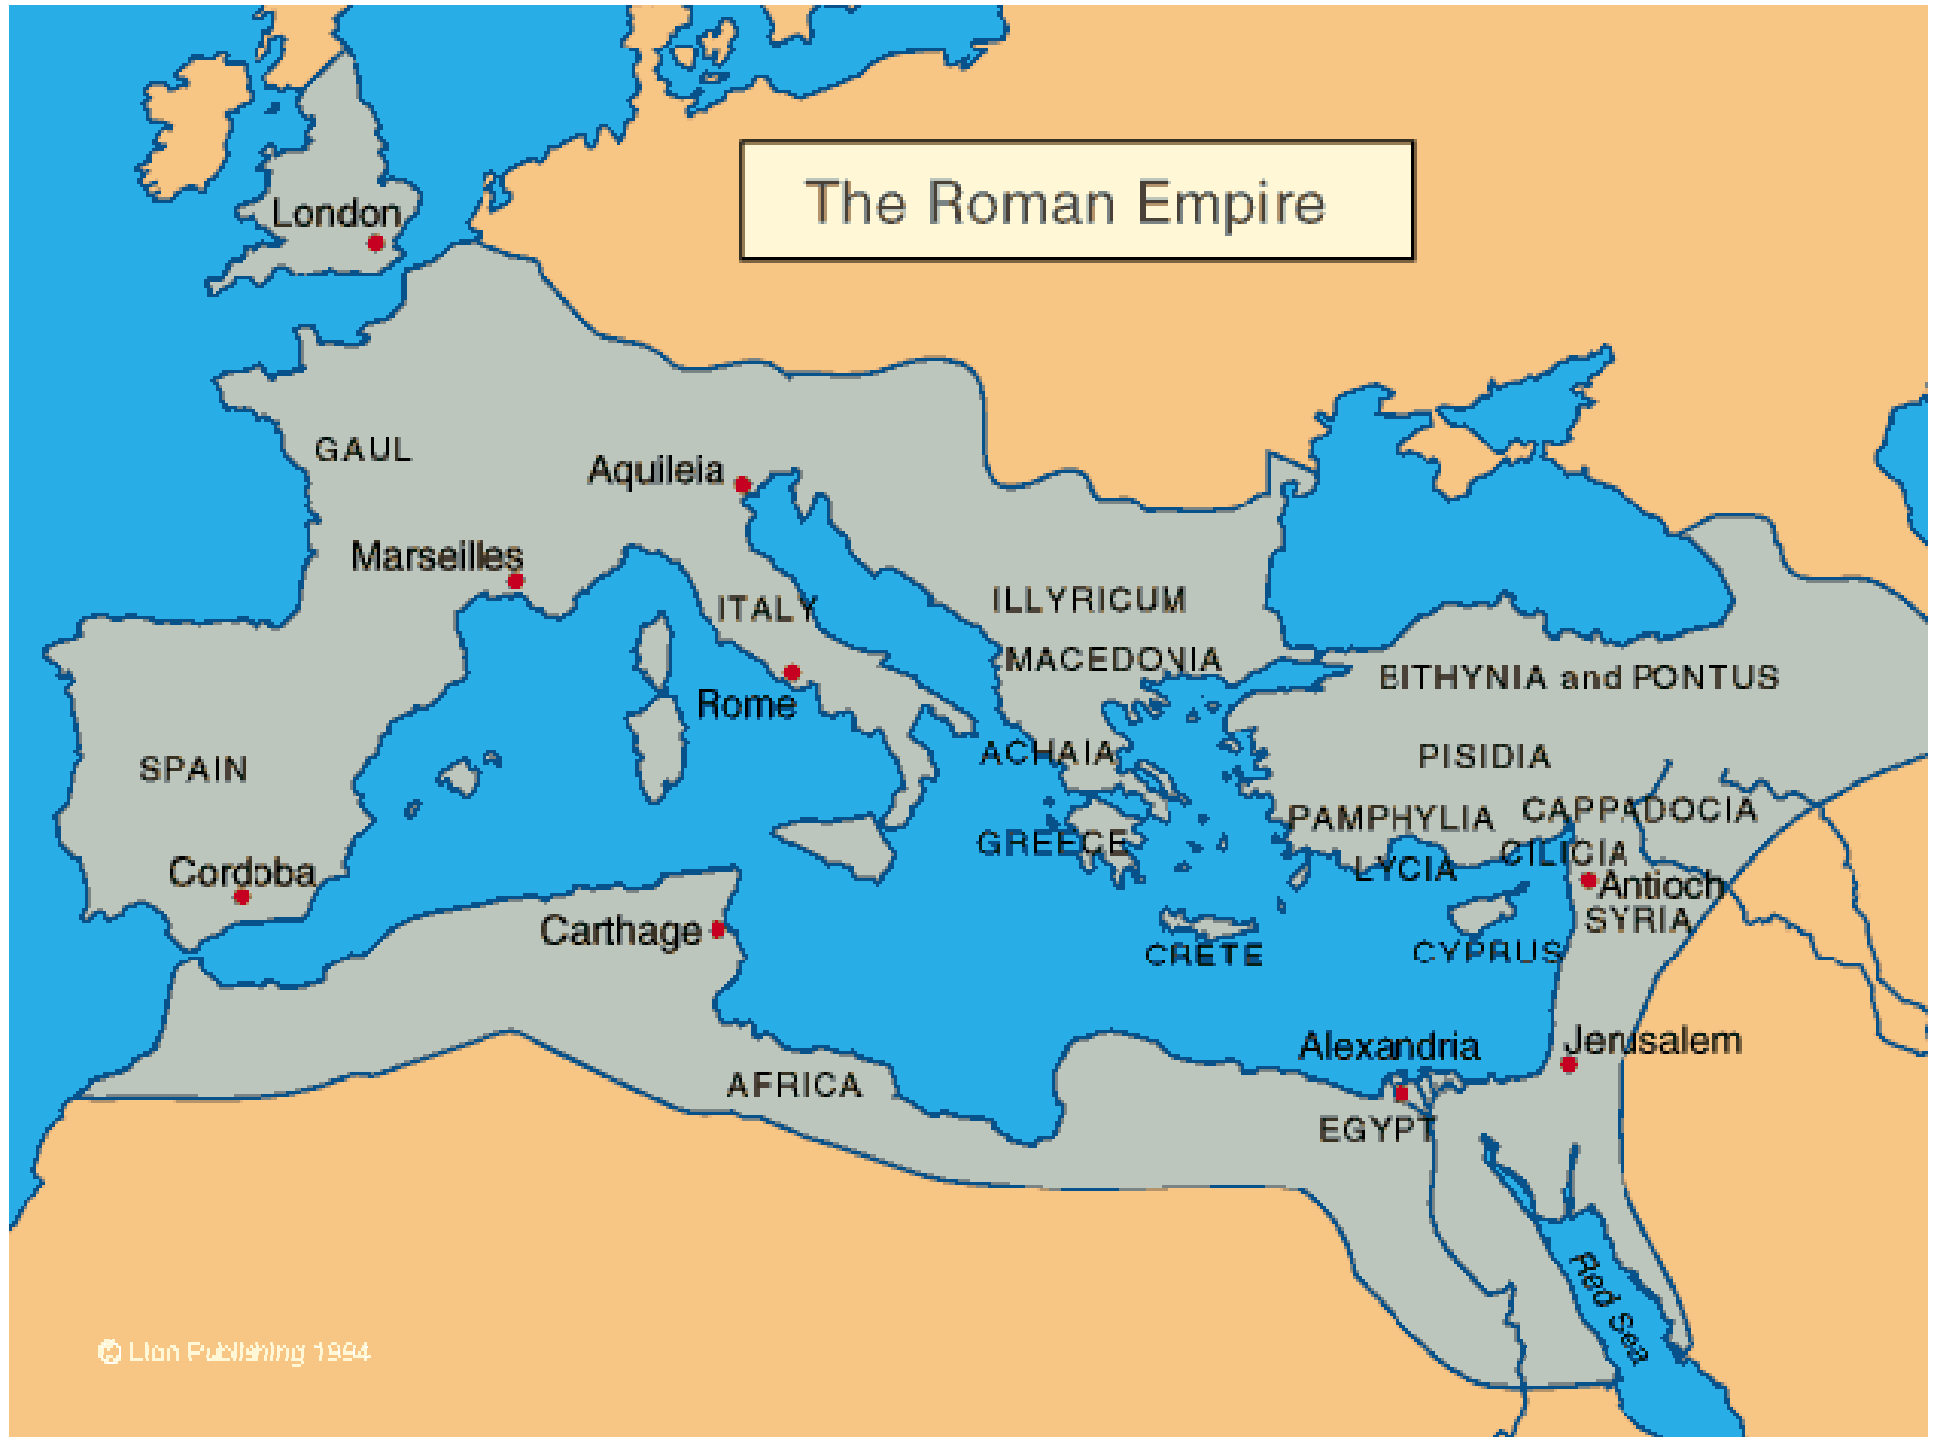 The Roman Empire
London
GAUL
Aquileia
Marseilles
ITALY
ILLYRICUM
MACEDONIA
Rome
BITHYNIA and PONTUS
SPAIN
ACHAIA
PISIDIA
PAMPHYLIA
CAPPADOCIA
GREECE
LYCIA
CILICIA
Cordoba
Antioch
SYRIA
Carthage
CRETE
CYPRUS
Alexandria
Jerusalem
AFRICA
EGYPT
Red Sea
© Lion Publishing 1994